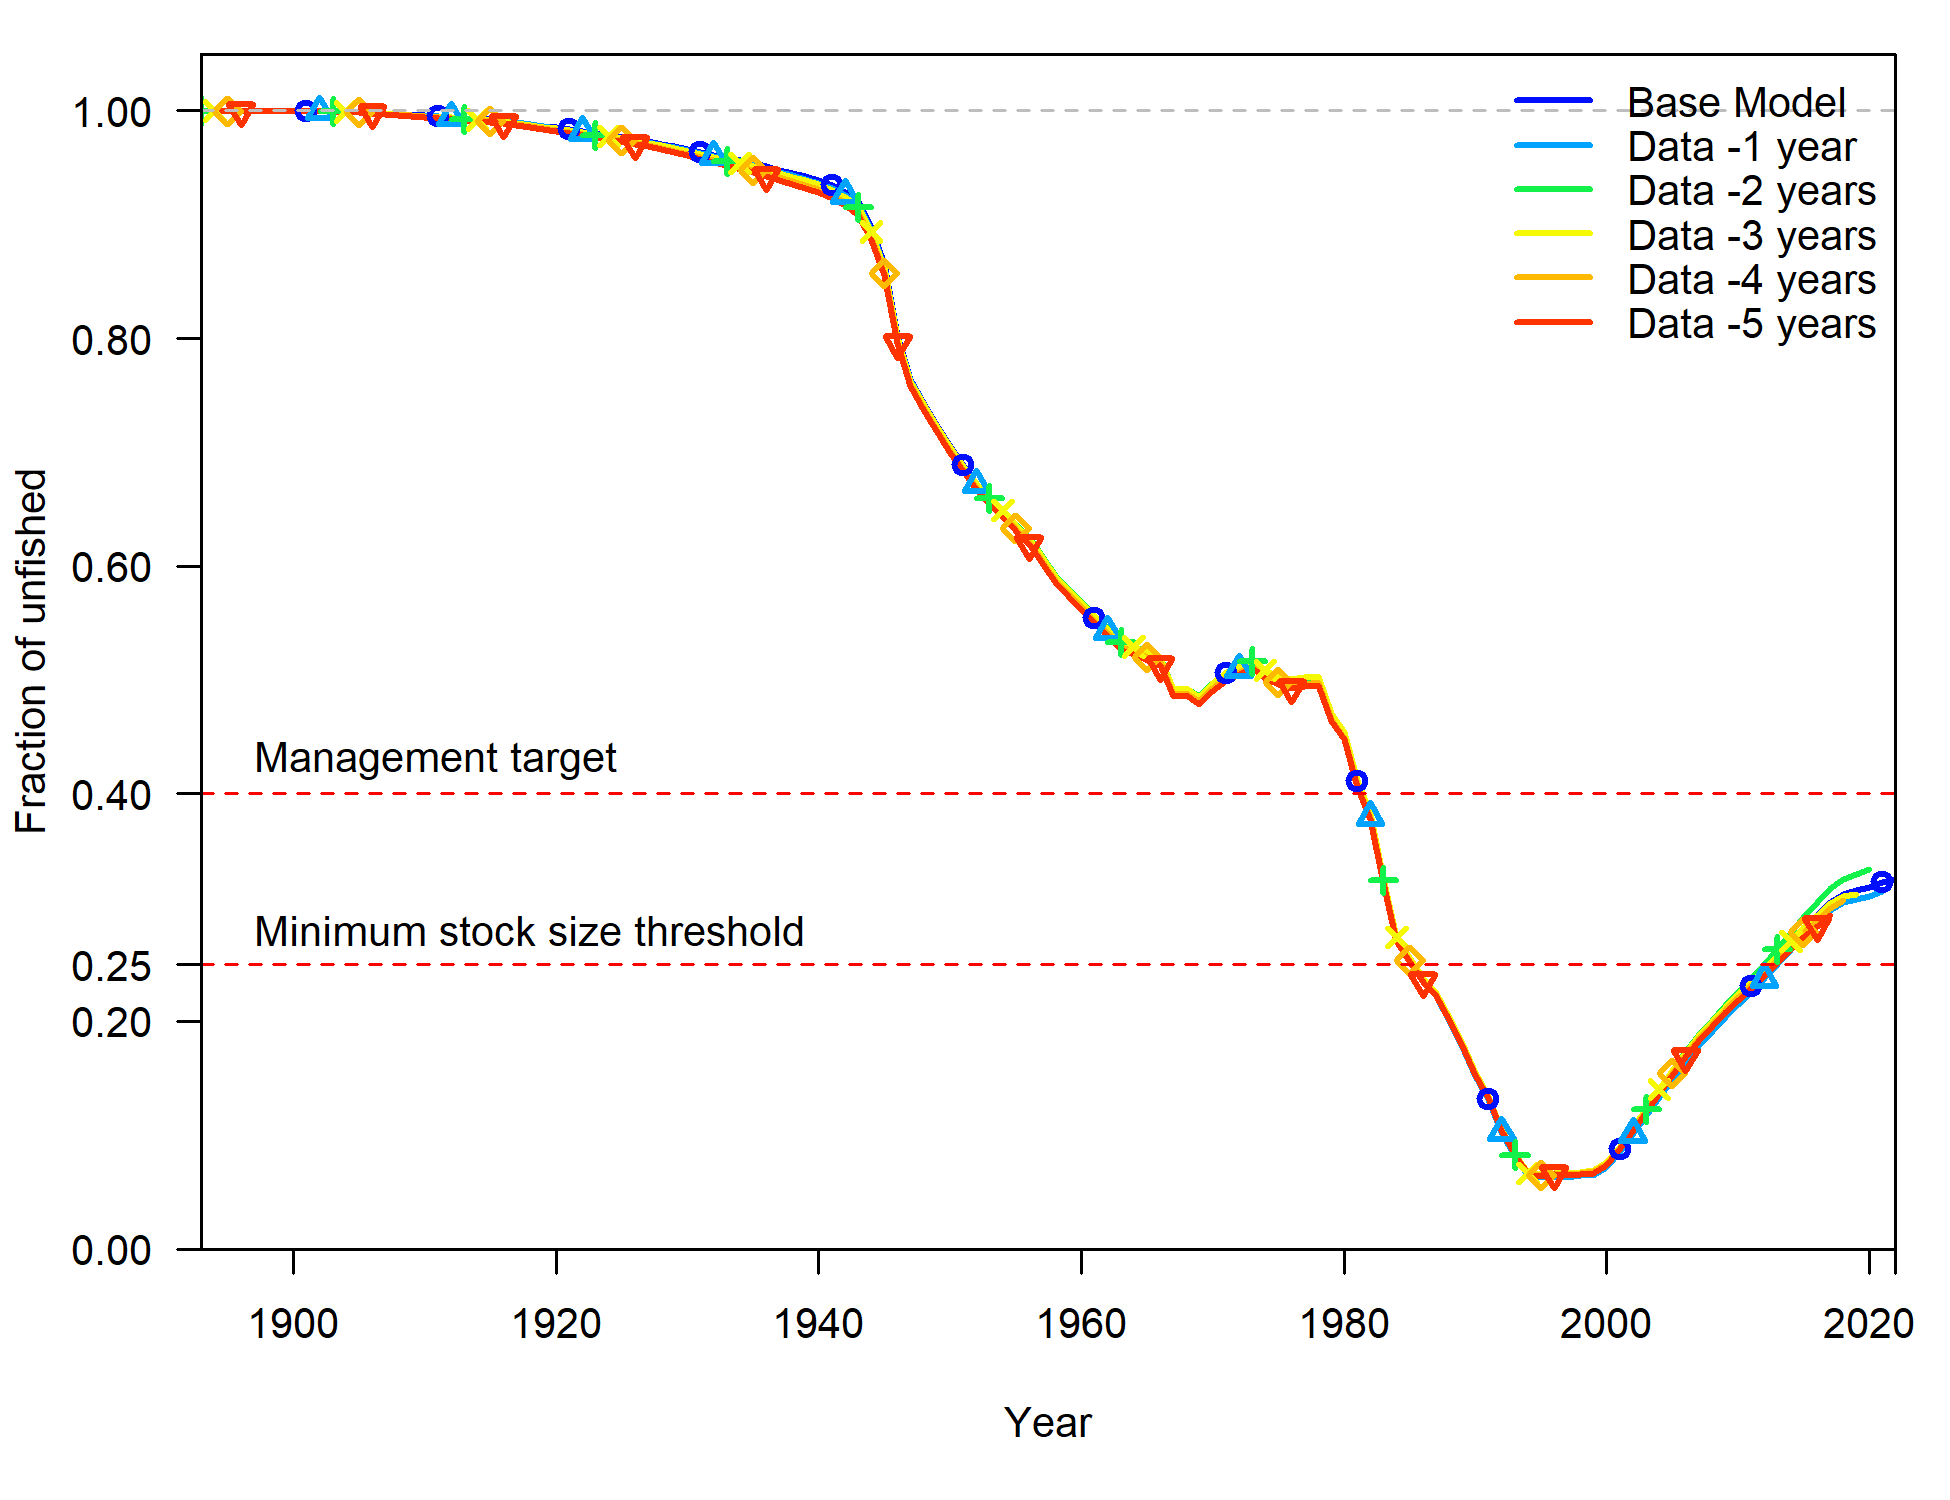 1.00
0.80
0.60
0.40
0.25
0.20
0.00
Fraction of unfished
Base Model
Data -1 year
Data -2 years
Data -3 years
Data -4 years
Data -5 years
Management target
Minimum stock size threshold
1900 1920 1940 1960 1980 2000 2020
Year